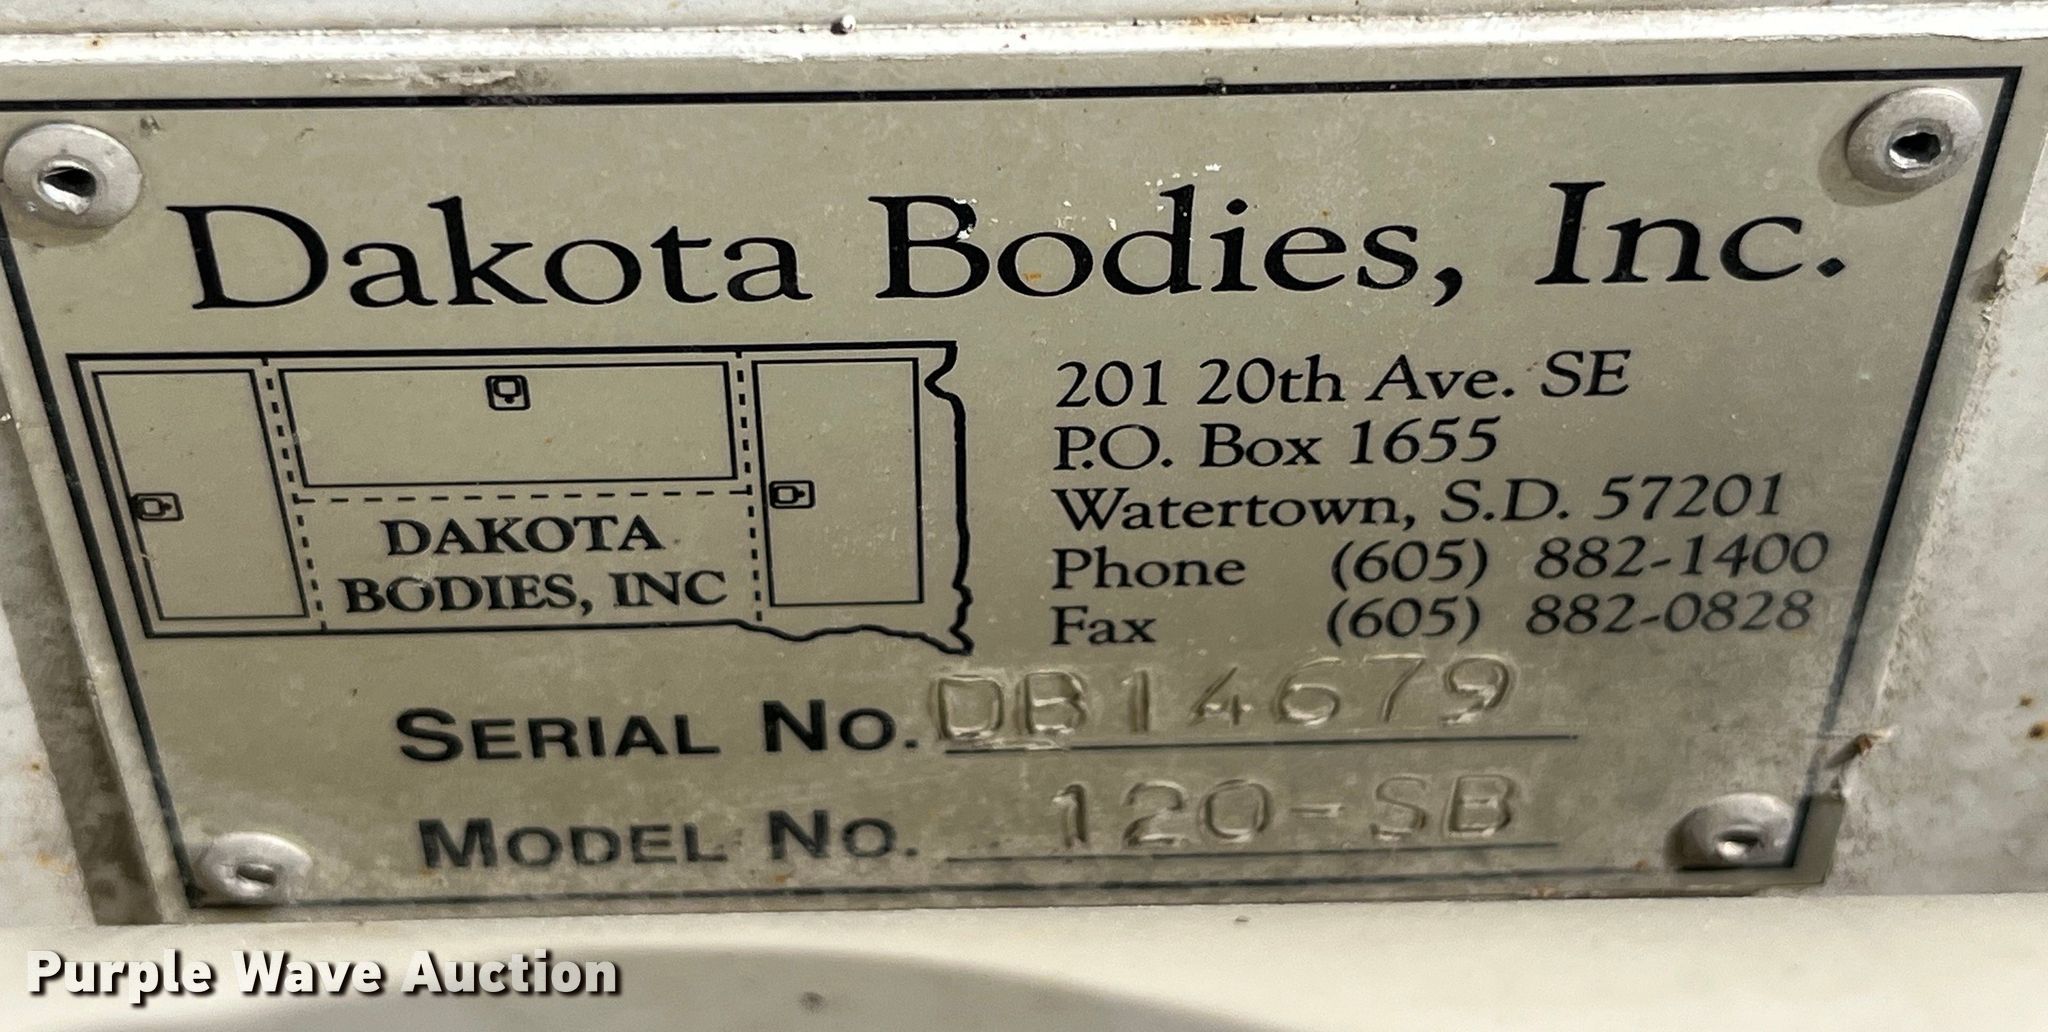 Dakota Bodies, Inc.
DAKOTA
BODIES, INC
201 20th Ave. SE
P.O. Box 1655
Watertown, S.D. 57201
Phone (605) 882-1400
Fax (605) 882-0828
SERIAL NO. DB14679
MODEL NO. 120-SB
Purple Wave Auction